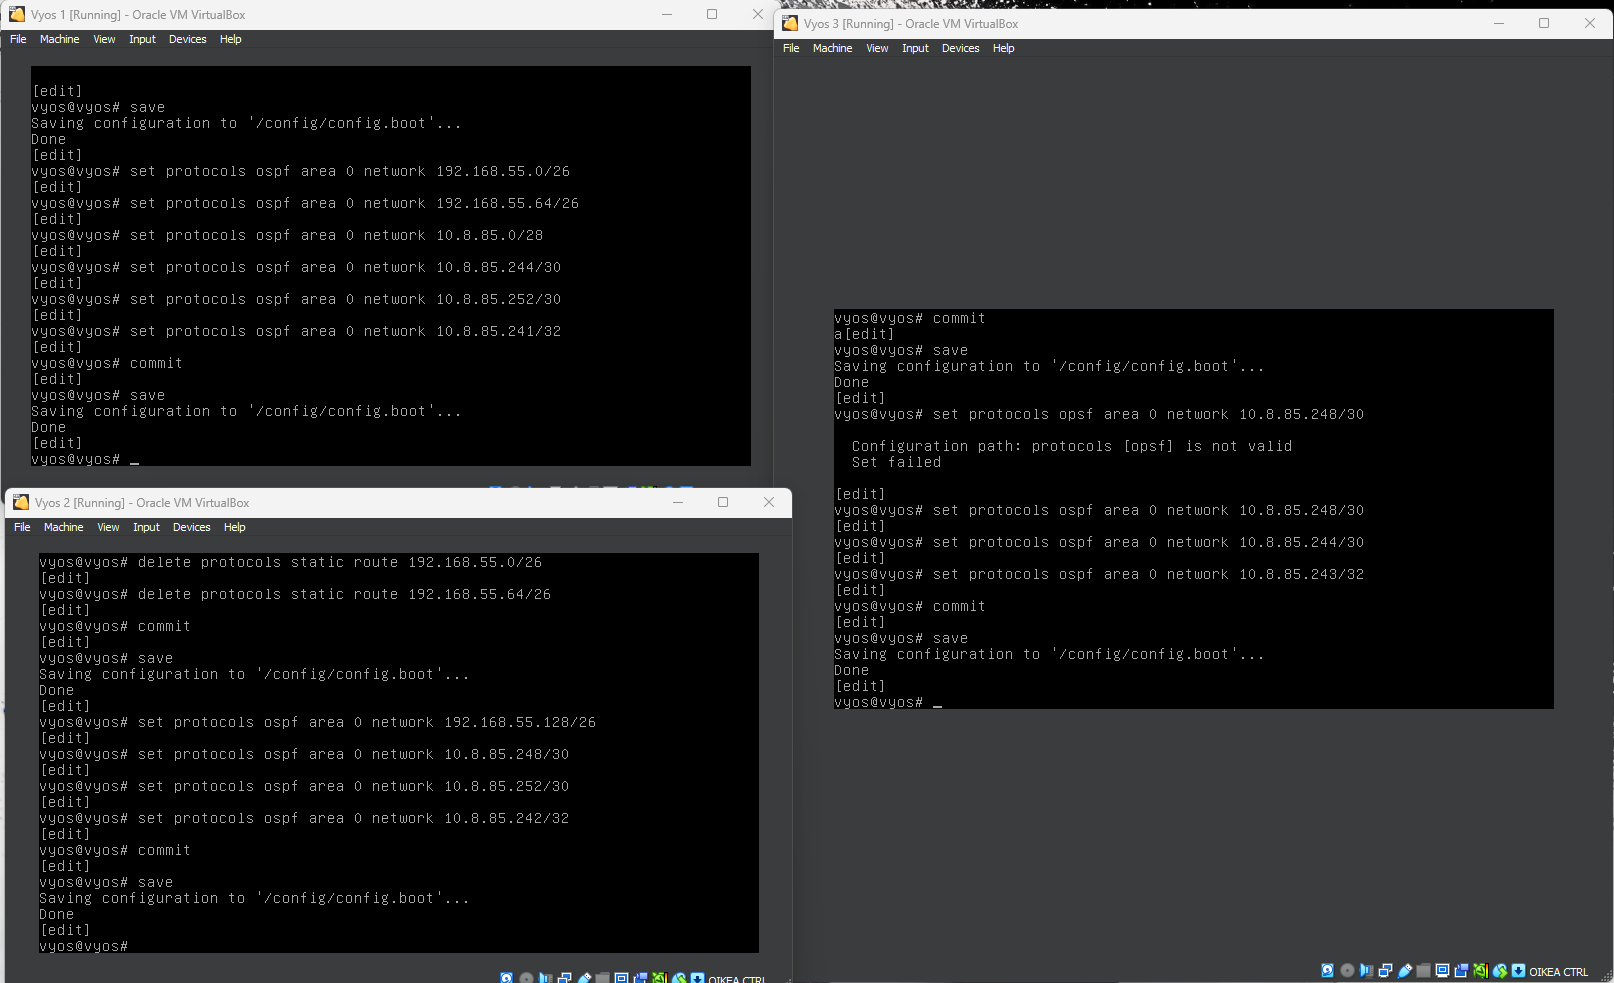 Vyos 1 [Running] - Oracle VM VirtualBox
File Machine View Input Devices Help
[edit]
vyos@vyos# save
Saving configuration to '/config/config.boot'...
Done
[edit]
vyos@vyos# set protocols ospf area 0 network 192.168.55.0/26
[edit]
vyos@vyos# set protocols ospf area 0 network 192.168.55.64/26
[edit]
vyos@vyos# set protocols ospf area 0 network 10.8.85.0/28
[edit]
vyos@vyos# set protocols ospf area 0 network 10.8.85.244/30
[edit]
vyos@vyos# set protocols ospf area 0 network 10.8.85.252/30
[edit]
vyos@vyos# set protocols ospf area 0 network 10.8.85.241/32
[edit]
vyos@vyos# commit
[edit]
vyos@vyos# save
Saving configuration to '/config/config.boot'...
Done
[edit]
vyos@vyos# _
Vyos 2 [Running] - Oracle VM VirtualBox
File Machine View Input Devices Help
vyos@vyos# delete protocols static route 192.168.55.0/26
[edit]
vyos@vyos# delete protocols static route 192.168.55.64/26
[edit]
vyos@vyos# commit
[edit]
vyos@vyos# save
Saving configuration to '/config/config.boot'...
Done
[edit]
vyos@vyos# set protocols ospf area 0 network 192.168.55.128/26
[edit]
vyos@vyos# set protocols ospf area 0 network 10.8.85.248/30
[edit]
vyos@vyos# set protocols ospf area 0 network 10.8.85.252/30
[edit]
vyos@vyos# set protocols ospf area 0 network 10.8.85.242/32
[edit]
vyos@vyos# commit
[edit]
vyos@vyos# save
Saving configuration to '/config/config.boot'...
Done
[edit]
vyos@vyos#
OIKEA CTRL
Vyos 3 [Running] - Oracle VM VirtualBox
File Machine View Input Devices Help
vyos@vyos# commit
a[edit]
vyos@vyos# save
Saving configuration to '/config/config.boot'...
Done
[edit]
vyos@vyos# set protocols opsf area 0 network 10.8.85.248/30
Configuration path: protocols [opsf] is not valid
Set failed
[edit]
vyos@vyos# set protocols ospf area 0 network 10.8.85.248/30
[edit]
vyos@vyos# set protocols ospf area 0 network 10.8.85.244/30
[edit]
vyos@vyos# set protocols ospf area 0 network 10.8.85.243/32
[edit]
vyos@vyos# commit
[edit]
vyos@vyos# save
Saving configuration to '/config/config.boot'...
Done
[edit]
vyos@vyos# _
OIKEA CTRL